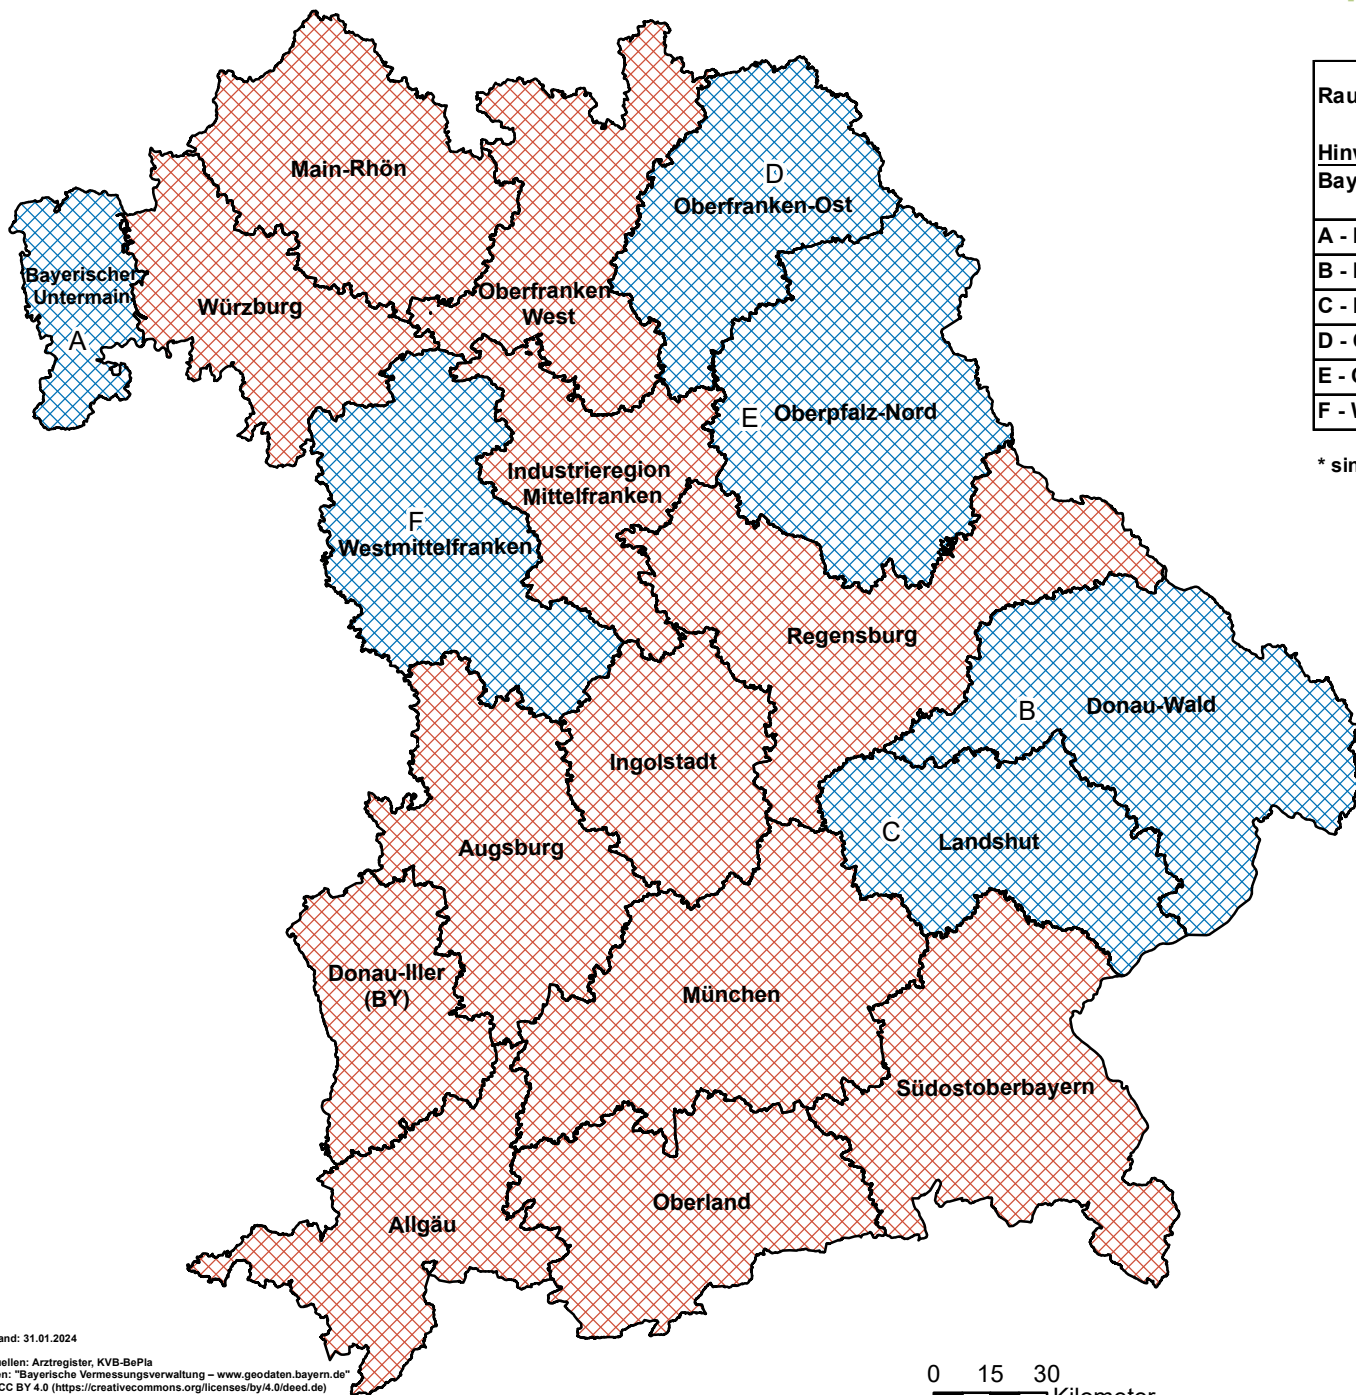 Main-Rhön
D
Oberfranken-Ost
Bayerischer
Untermain
A
Würzburg
Oberfranken
West
E
Oberpfalz-Nord
Industrieregion
Mittelfranken
F
Westmittelfranken
Regensburg
B
Donau-Wald
Ingolstadt
C
Landshut
Augsburg
Donau-Iller
(BY)
München
Südostoberbayern
Oberland
Allgäu
Rau
Hinw
Bay
A -
B -
C -
D -
E -
F -
* sin
and: 31.01.2024
ellen: Arztregister, KVB-BePla
en: "Bayerische Vermessungsverwaltung – www.geodaten.bayern.de"
CC BY 4.0 (https://creativecommons.org/licenses/by/4.0/deed.de)
0 15 30
Kilometer